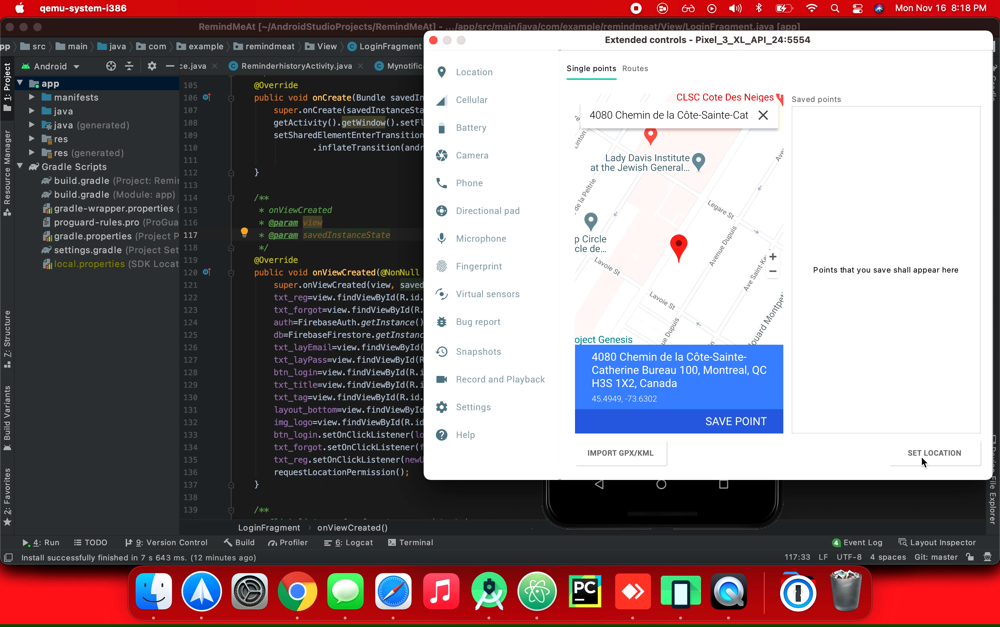 qemu-system-i386
Mon Nov 16 8:18 PM
RemindMeAt [~/AndroidStudioProjects/RemindMeAt] - .../app/src/main/java/com/example/remindmeat/View/LoginFragment.java [app]
pp src main java com example remindmeat View LoginFragment
1: Project
Resource Manager
Z: Structure
Build Variants
2: Favorites
Android
app
manifests
java
java (generated)
res
res (generated)
Gradle Scripts
build.gradle (Project: Remi
build.gradle (Module: app)
gradle-wrapper.properties (
proguard-rules.pro (ProGua
gradle.properties (Project P
settings.gradle (Project Set
local.properties (SDK Locat
ce.java ReminderhistoryActivity.java Mynotific
105 @Override
106 public void onCreate(Bundle savedIn
107 super.onCreate(savedInstanceSta
108 getActivity().getWindow().setFl
109 setSharedElementEnterTransition
110 .inflateTransition(andr
111
112 }
113
114 /**
115 * onViewCreated
116 * @param view
117 * @param savedInstanceState
118 */
119 @Override
120 public void onViewCreated(@NonNull
121 super.onViewCreated(view, saved
122 txt_reg=view.findViewById(R.id.
123 txt_forgot=view.findViewById(R.
124 auth=FirebaseAuth.getInstance()
125 db=FirebaseFirestore.getInstanc
126 txt_layEmail=view.findViewById(
127 txt_layPass=view.findViewById(R
128 btn_login=view.findViewById(R.i
129 txt_title=view.findViewById(R.i
130 txt_tag=view.findViewById(R.id.
131 layout_bottom=view.findViewById
132 img_logo=view.findViewById(R.id
133 btn_login.setOnClickListener(lo
134 txt_forgot.setOnClickListener(f
135 txt_reg.setOnClickListener(newU
136 requestLocationPermission();
137 }
138
139 /**
LoginFragment onViewCreated()
Extended controls - Pixel_3_XL_API_24:5554
Location
Cellular
Battery
Camera
Phone
Directional pad
Microphone
Fingerprint
Virtual sensors
Bug report
Snapshots
Record and Playback
Settings
Help
Single points Routes
CLSC Cote Des Neiges
4080 Chemin de la Côte-Sainte-Cat
Linton
Ave
Lady Davis Institute
at the Jewish General...
de la Peltrie
Legare St
p Circle
cle de...
Avenue Dupuis
Lavoie St
Ave Saint-Ke
Lavoie St
ue Dupuis
ouard Montpet
oject Genesis
4080 Chemin de la Côte-Sainte-
Catherine Bureau 100, Montreal, QC
H3S 1X2, Canada
45.4949, -73.6302
SAVE POINT
Saved points
Points that you save shall appear here
IMPORT GPX/KML
SET LOCATION
File Explorer
4: Run TODO 9: Version Control Build Profiler 6: Logcat Terminal
4 Event Log Layout Inspector
Install successfully finished in 7 s 643 ms. (12 minutes ago)
117:33 LF UTF-8 4 spaces Git: master
PC